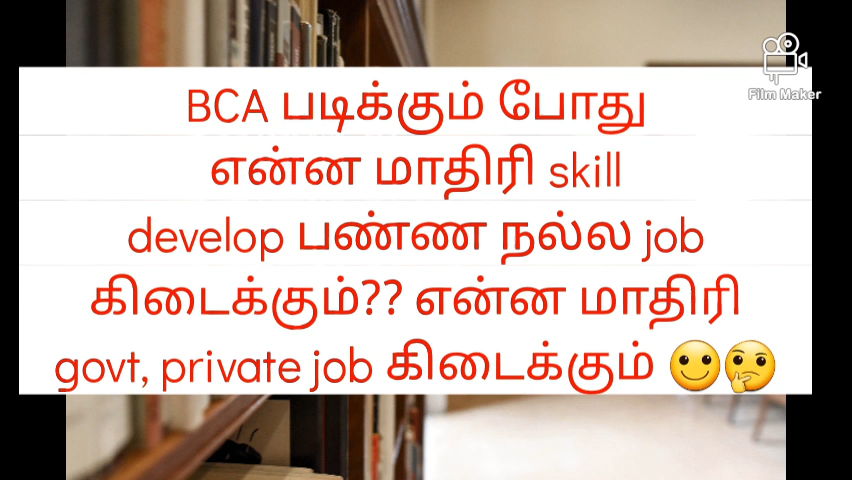 Film Maker
BCA படிக்கும் போது
என்ன மாதிரி skill
develop பண்ண நல்ல job
கிடைக்கும்?? என்ன மாதிரி
govt, private job கிடைக்கும் 🙂🤔